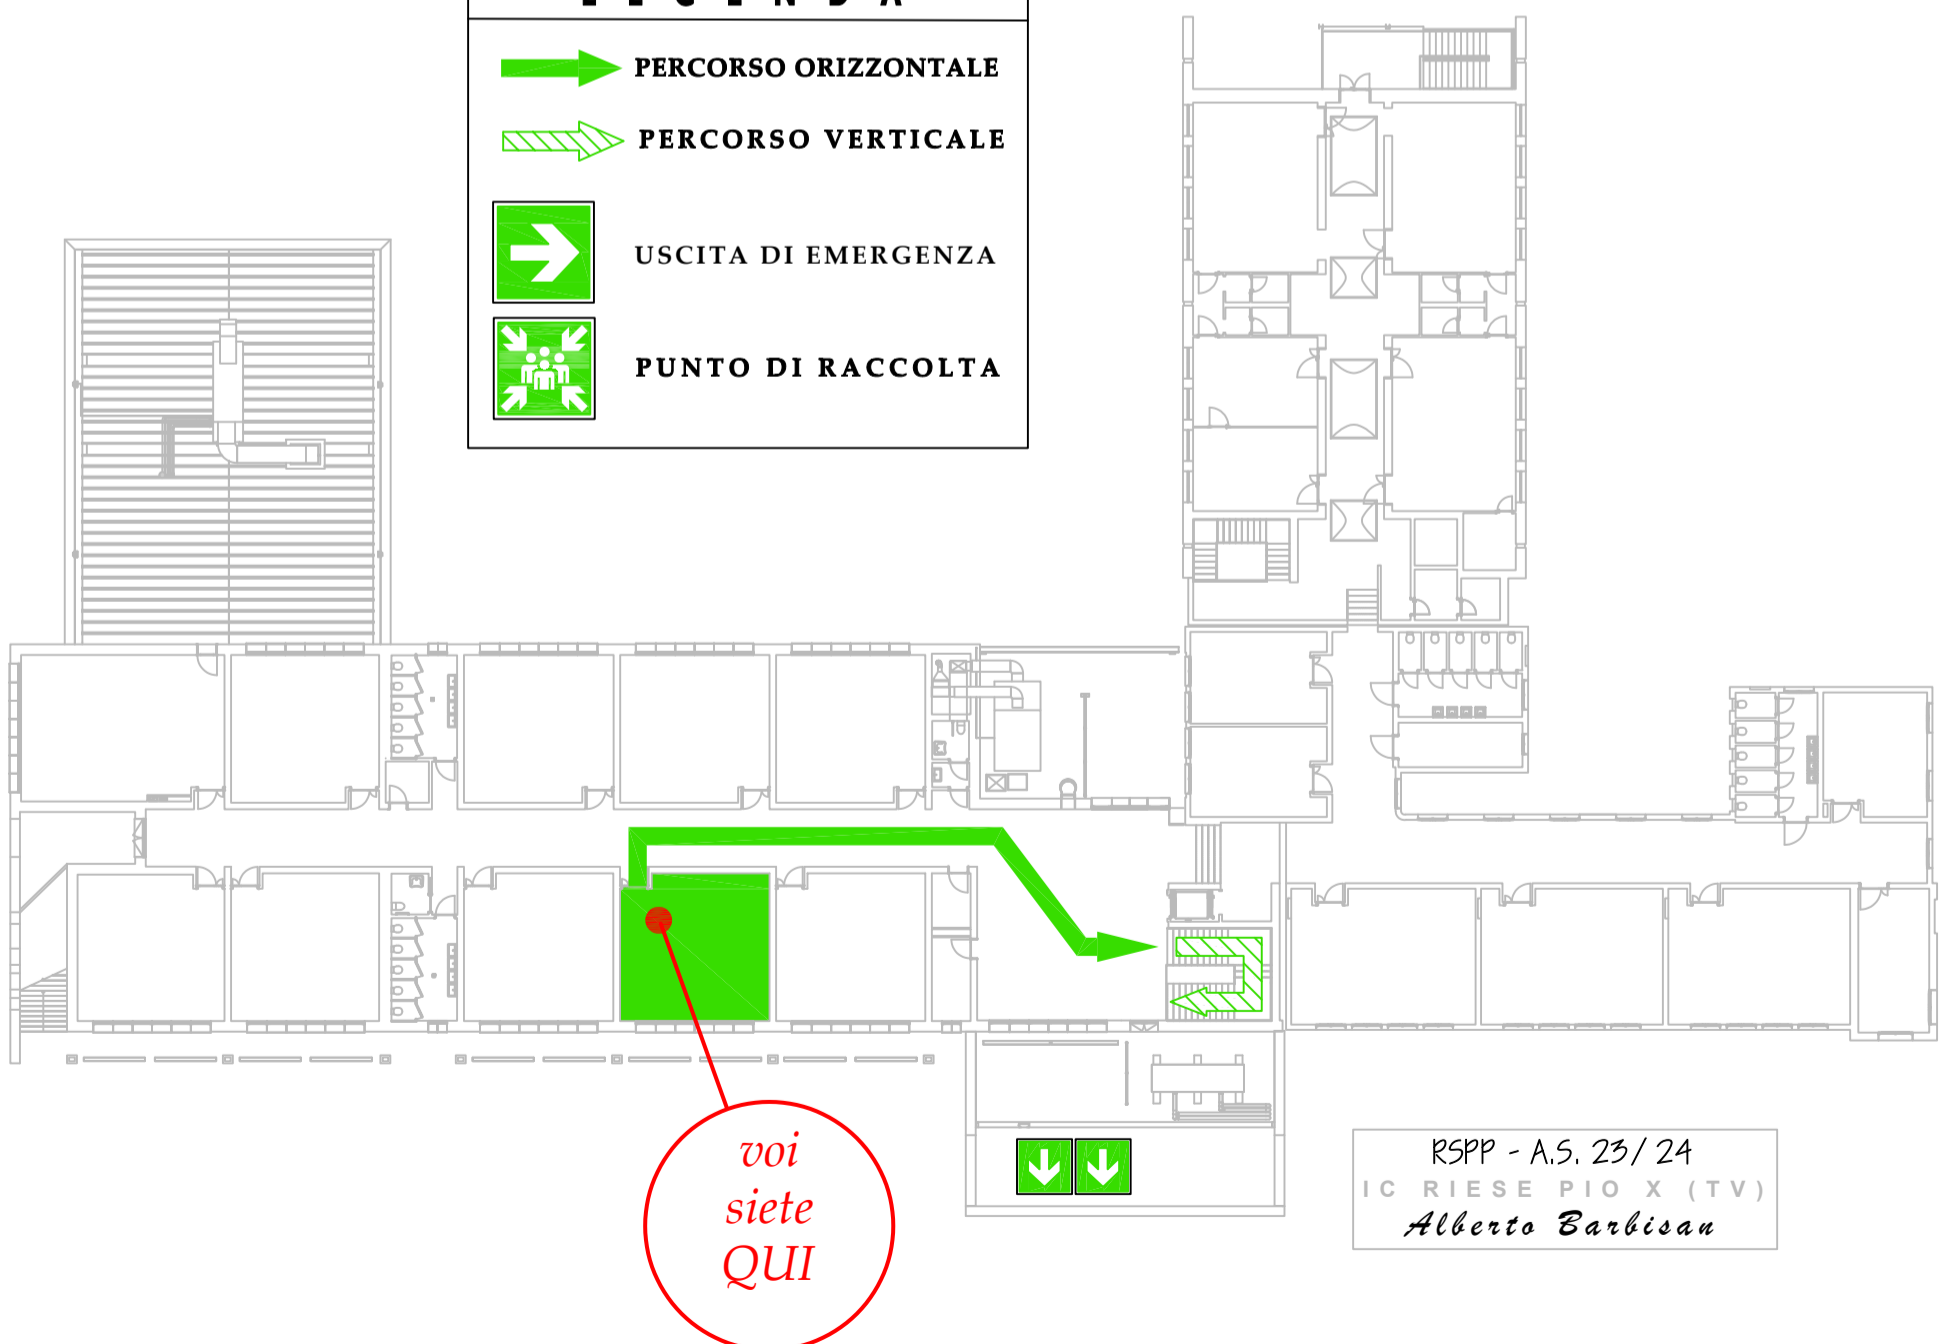 LEGENDA
PERCORSO ORIZZONTALE
PERCORSO VERTICALE
USCITA DI EMERGENZA
PUNTO DI RACCOLTA
voi
siete
QUI
RSPP - A.S. 23/24
IC RIESE PIO X (TV)
Alberto Barbisan